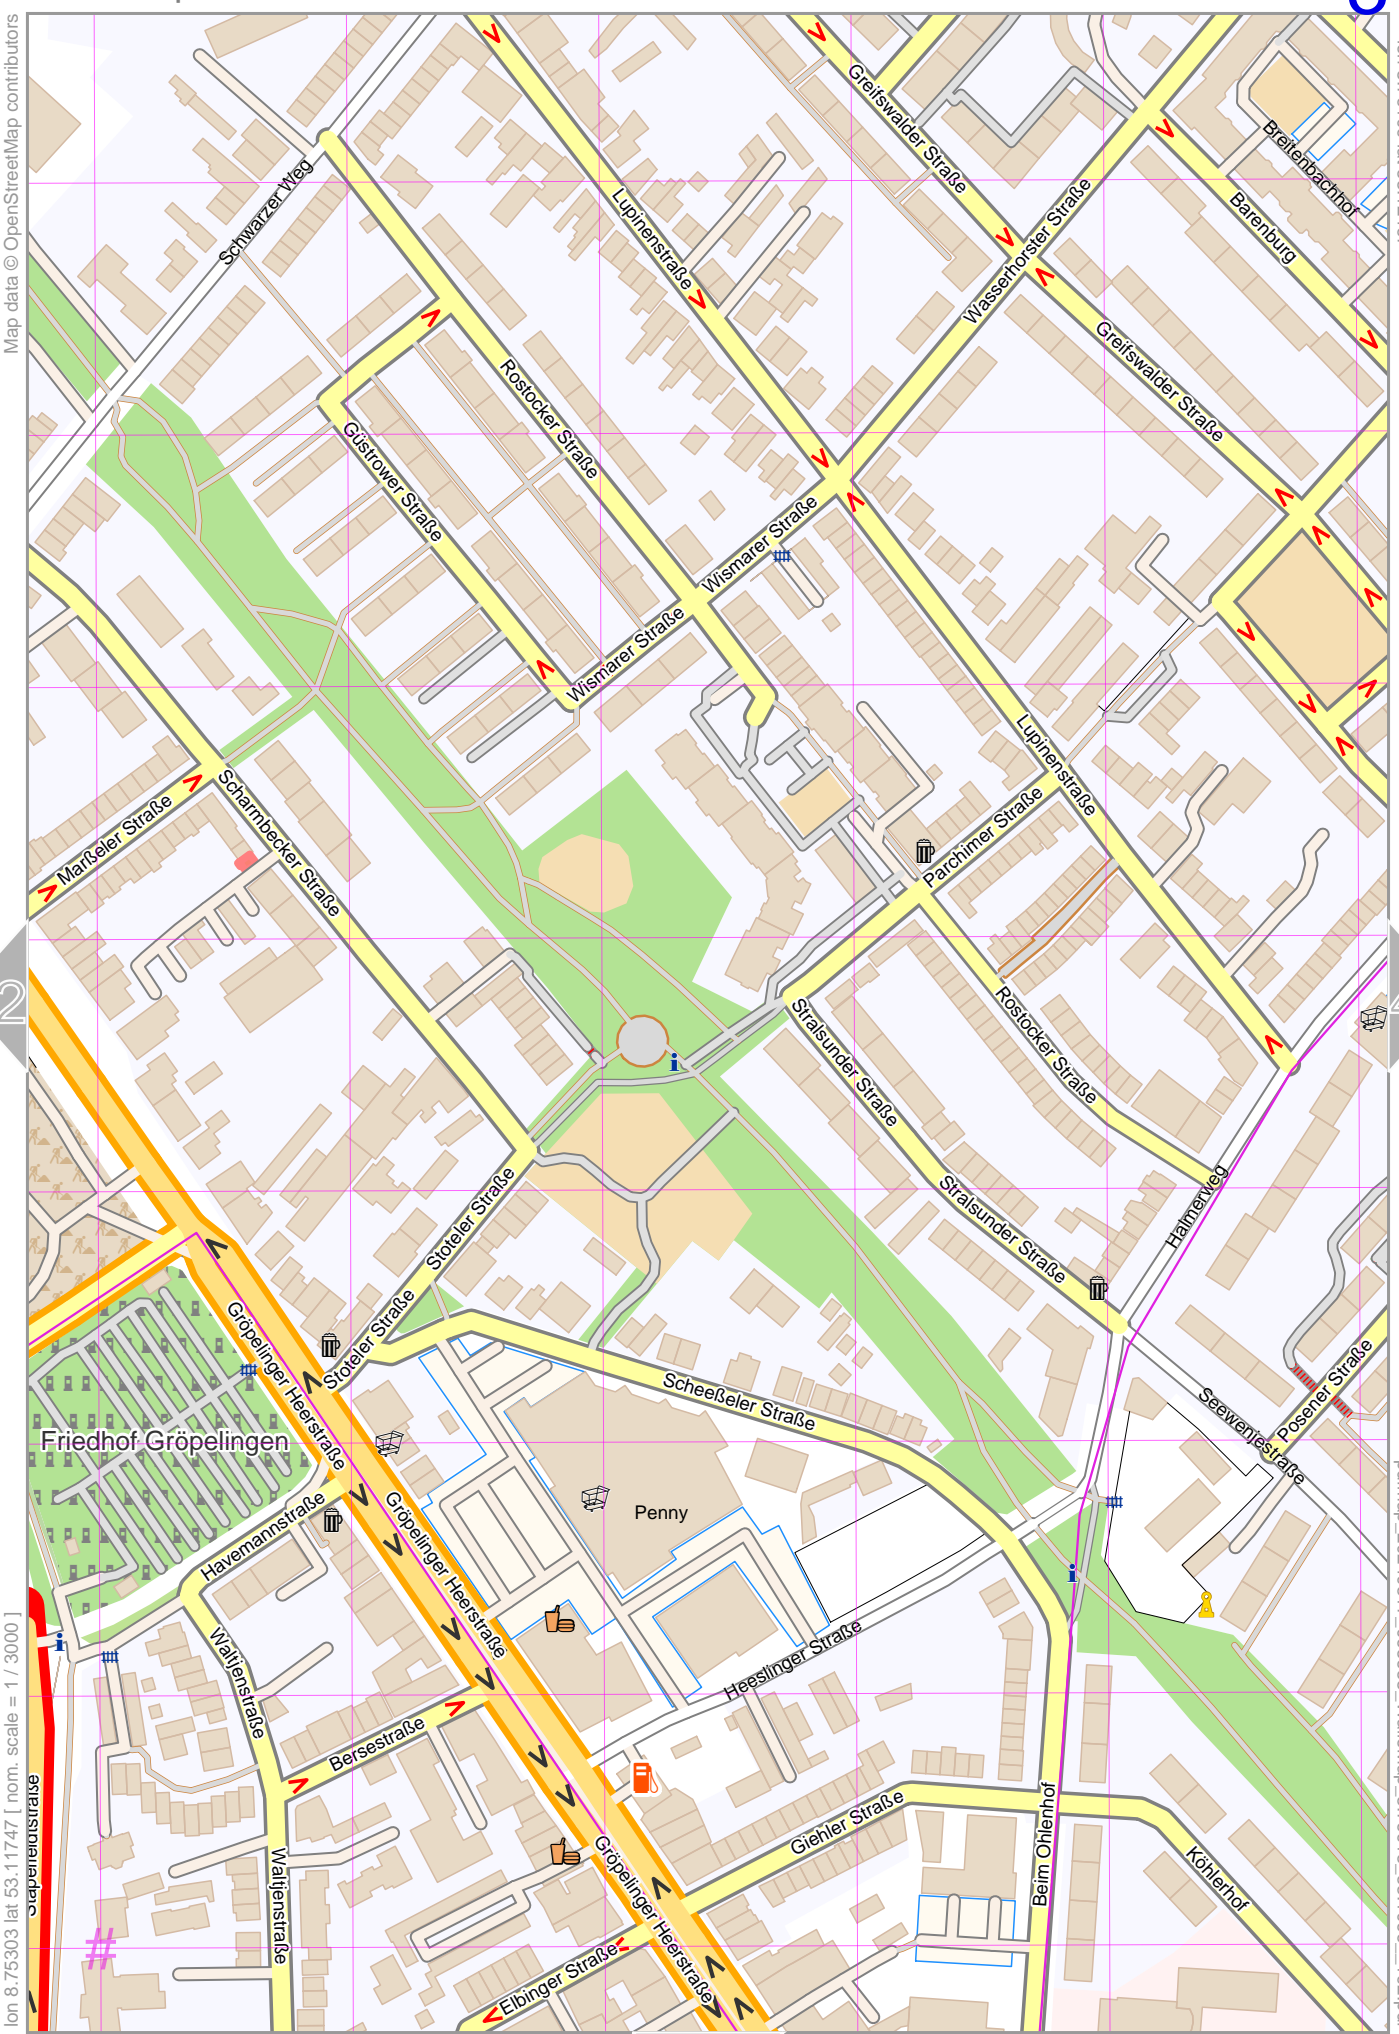 Map data © OpenStreetMap contributors
Greifswalder Straße
Schwarzer Weg
Lupinenstraße
Wasserhorster Straße
Breitenbachhof
Barenburg
Greifswalder Straße
Rostocker Straße
Güstrower Straße
Wismarer Straße
Wismarer Straße
Lupinenstraße
Marßeler Straße
Scharmbecker Straße
Parchimer Straße
2
Stralsunder Straße
Rostocker Straße
Stralsunder Straße
Halmerweg
Stoteler Straße
Stoteler Straße
Gröpelinger Heerstraße
Scheeßeler Straße
Posener Straße
Seewenjestraße
Friedhof Gröpelingen
Penny
Havemannstraße
Gröpelinger Heerstraße
Waltjenstraße
Heeslinger Straße
Bersestraße
Stapelfeldtstraße
Giehler Straße
Beim Ohlenhof
Köhlerhof
Waltjenstraße
Gröpelinger Heerstraße
Elbinger Straße
#
lon 8.75303 lat 53.11747 [ nom. scale = 1 / 3000 ]